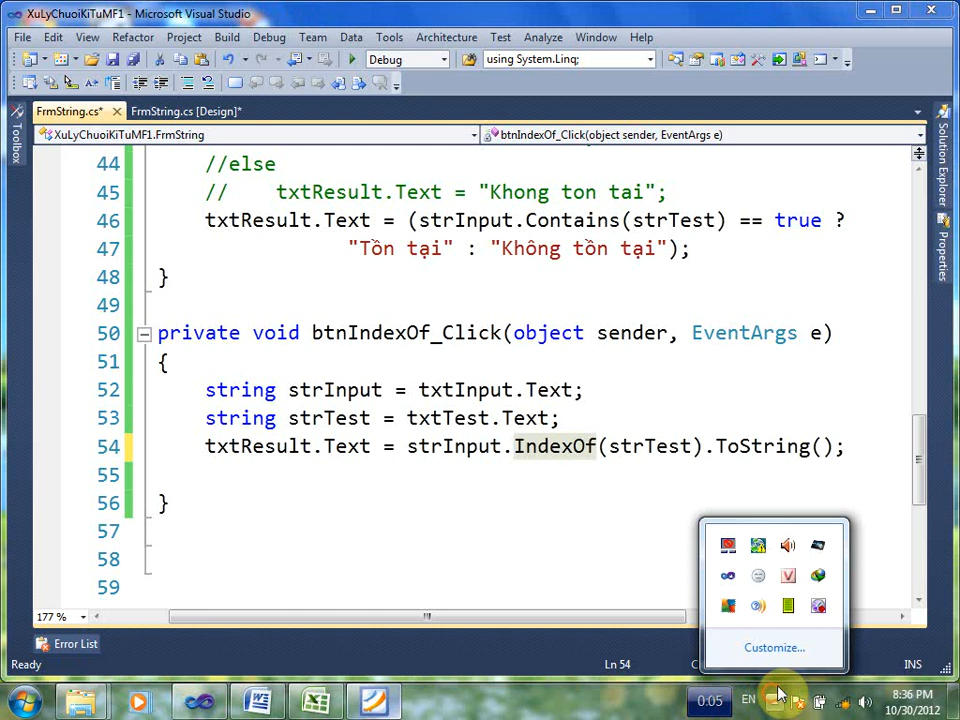 XuLyChuoiKiTuMF1 - Microsoft Visual Studio
File Edit View Refactor Project Build Debug Team Data Tools Architecture Test Analyze Window Help
Debug using System.Linq;
FrmString.cs* FrmString.cs [Design]*
XuLyChuoiKiTuMF1.FrmString btnIndexOf_Click(object sender, EventArgs e)
Toolbox
Solution Explorer
Properties
44 //else
45 // txtResult.Text = "Khong ton tai";
46 txtResult.Text = (strInput.Contains(strTest) == true ?
47 "Tồn tại" : "Không tồn tại");
48 }
49
50 private void btnIndexOf_Click(object sender, EventArgs e)
51 {
52 string strInput = txtInput.Text;
53 string strTest = txtTest.Text;
54 txtResult.Text = strInput.IndexOf(strTest).ToString();
55
56 }
57
58
59
177 %
Customize...
Error List
Ready Ln 54 INS
0:05 EN 8:36 PM
10/30/2012